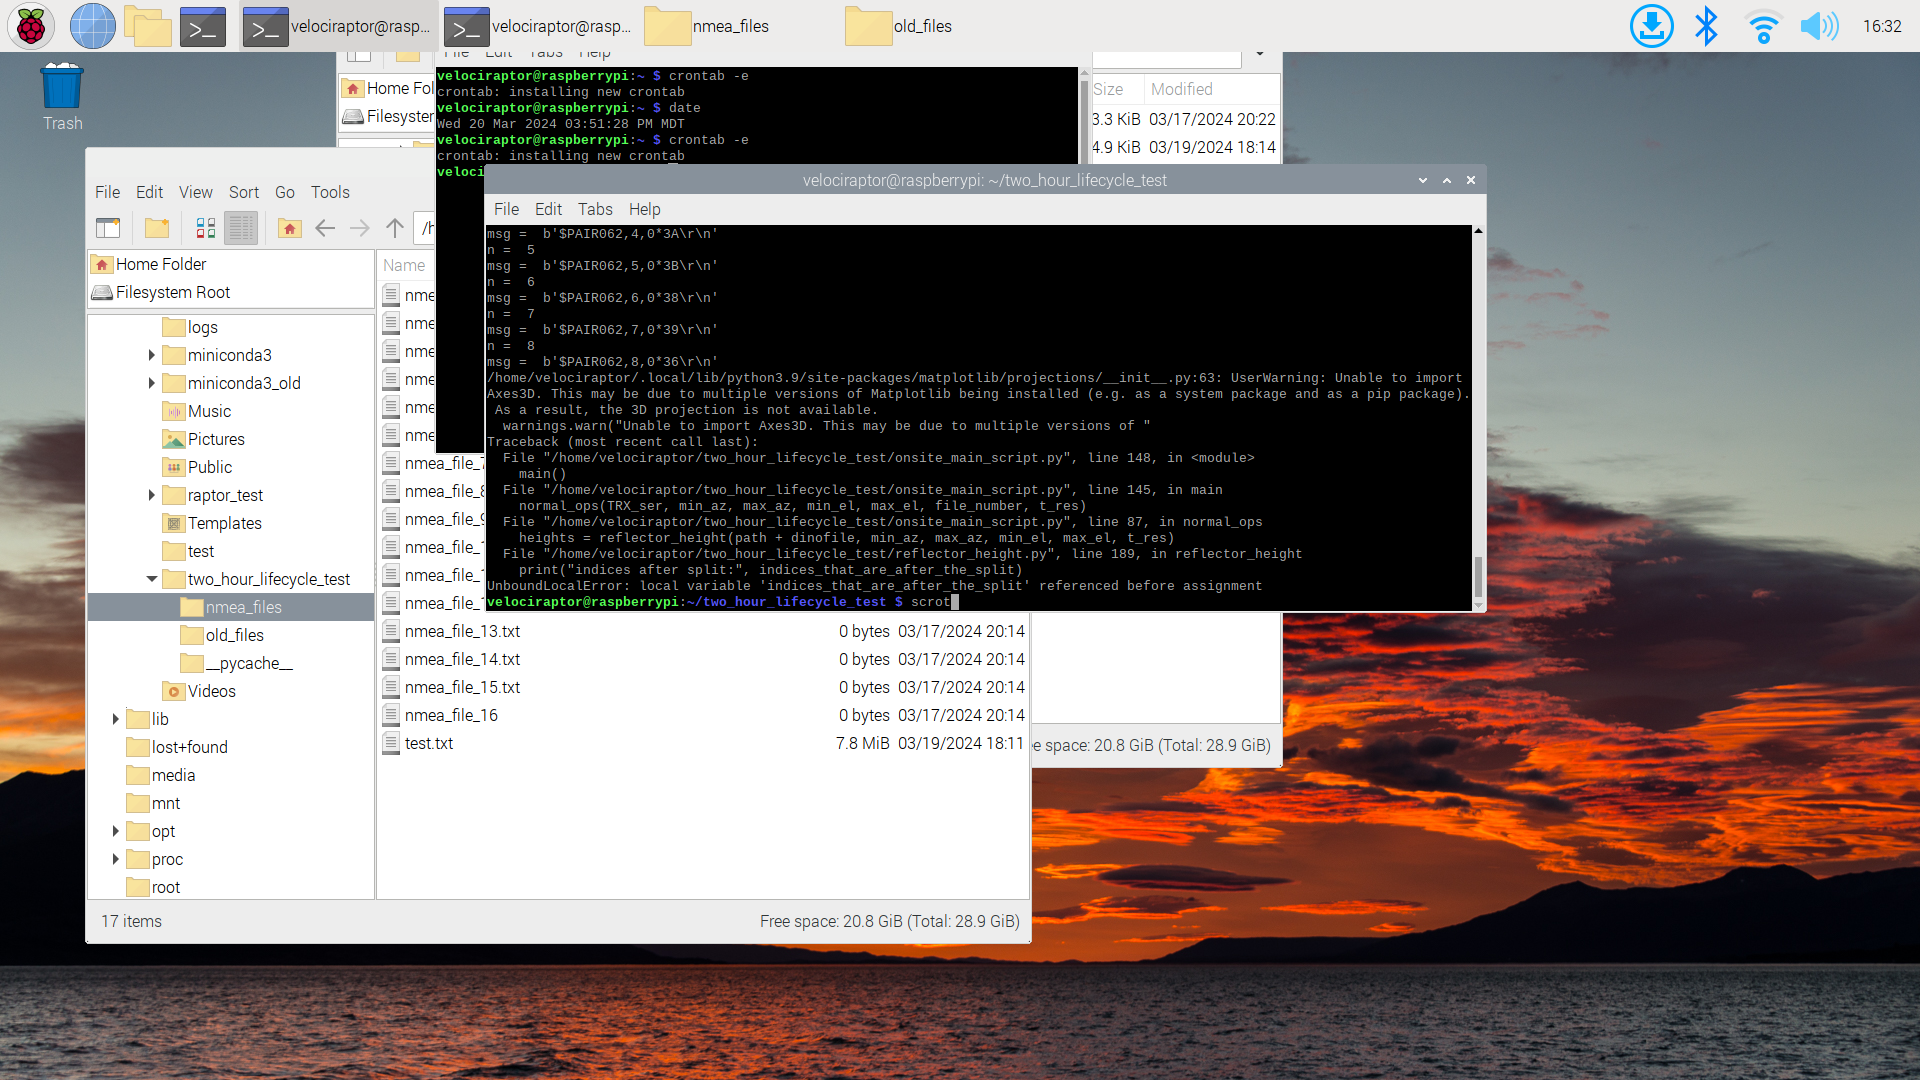 velociraptor@rasp...
velociraptor@rasp...
nmea_files
old_files
16:32
Trash
File Edit Tabs Help
Home Fol
Filesyster
velociraptor@raspberrypi:~ $ crontab -e
crontab: installing new crontab
velociraptor@raspberrypi:~ $ date
Wed 20 Mar 2024 03:51:28 PM MDT
velociraptor@raspberrypi:~ $ crontab -e
crontab: installing new crontab
veloci
Size Modified
3.3 KiB 03/17/2024 20:22
4.9 KiB 03/19/2024 18:14
File Edit View Sort Go Tools
/h
Home Folder
Filesystem Root
logs
miniconda3
miniconda3_old
Music
Pictures
Public
raptor_test
Templates
test
two_hour_lifecycle_test
nmea_files
old_files
__pycache__
Videos
lib
lost+found
media
mnt
opt
proc
root
Name
nme
nme
nme
nme
nme
nme
nmea_file_7
nmea_file_8
nmea_file_9
nmea_file_1
nmea_file_1
nmea_file_1
nmea_file_13.txt 0 bytes 03/17/2024 20:14
nmea_file_14.txt 0 bytes 03/17/2024 20:14
nmea_file_15.txt 0 bytes 03/17/2024 20:14
nmea_file_16 0 bytes 03/17/2024 20:14
test.txt 7.8 MiB 03/19/2024 18:11
17 items
Free space: 20.8 GiB (Total: 28.9 GiB)
e space: 20.8 GiB (Total: 28.9 GiB)
velociraptor@raspberrypi: ~/two_hour_lifecycle_test
File Edit Tabs Help
msg =  b'$PAIR062,4,0*3A\r\n'
n =  5
msg =  b'$PAIR062,5,0*3B\r\n'
n =  6
msg =  b'$PAIR062,6,0*38\r\n'
n =  7
msg =  b'$PAIR062,7,0*39\r\n'
n =  8
msg =  b'$PAIR062,8,0*36\r\n'
/home/velociraptor/.local/lib/python3.9/site-packages/matplotlib/projections/__init__.py:63: UserWarning: Unable to import
Axes3D. This may be due to multiple versions of Matplotlib being installed (e.g. as a system package and as a pip package).
 As a result, the 3D projection is not available.
  warnings.warn("Unable to import Axes3D. This may be due to multiple versions of "
Traceback (most recent call last):
  File "/home/velociraptor/two_hour_lifecycle_test/onsite_main_script.py", line 148, in <module>
    main()
  File "/home/velociraptor/two_hour_lifecycle_test/onsite_main_script.py", line 145, in main
    normal_ops(TRX_ser, min_az, max_az, min_el, max_el, file_number, t_res)
  File "/home/velociraptor/two_hour_lifecycle_test/onsite_main_script.py", line 87, in normal_ops
    heights = reflector_height(path + dinofile, min_az, max_az, min_el, max_el, t_res)
  File "/home/velociraptor/two_hour_lifecycle_test/reflector_height.py", line 189, in reflector_height
    print("indices after split:", indices_that_are_after_the_split)
UnboundLocalError: local variable 'indices_that_are_after_the_split' referenced before assignment
velociraptor@raspberrypi:~/two_hour_lifecycle_test $ scrot